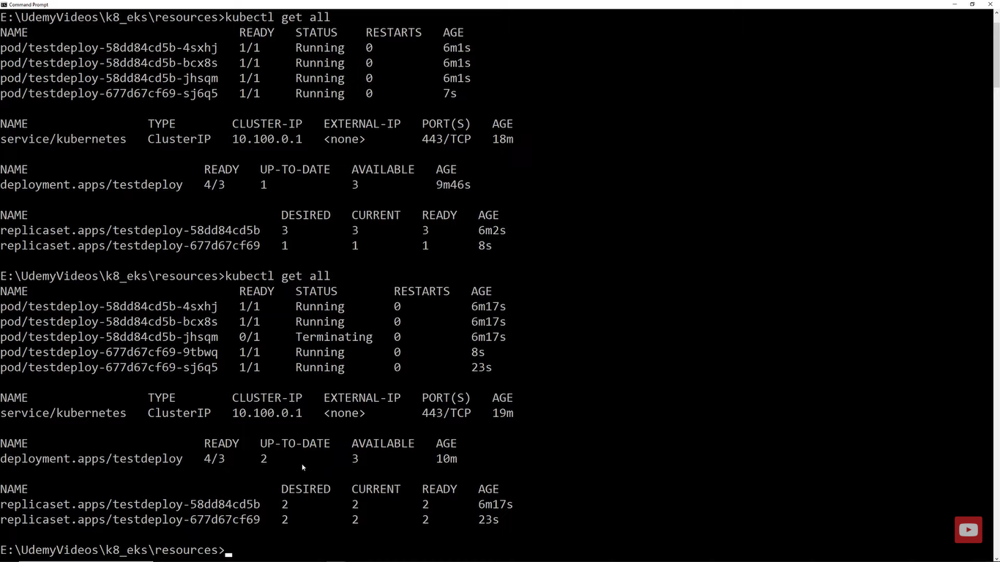 Command Prompt
E:\UdemyVideos\k8_eks\resources>kubectl get all
NAME READY STATUS RESTARTS AGE
pod/testdeploy-58dd84cd5b-4sxhj 1/1 Running 0 6m1s
pod/testdeploy-58dd84cd5b-bcx8s 1/1 Running 0 6m1s
pod/testdeploy-58dd84cd5b-jhsqm 1/1 Running 0 6m1s
pod/testdeploy-677d67cf69-sj6q5 1/1 Running 0 7s
NAME TYPE CLUSTER-IP EXTERNAL-IP PORT(S) AGE
service/kubernetes ClusterIP 10.100.0.1 <none> 443/TCP 18m
NAME READY UP-TO-DATE AVAILABLE AGE
deployment.apps/testdeploy 4/3 1 3 9m46s
NAME DESIRED CURRENT READY AGE
replicaset.apps/testdeploy-58dd84cd5b 3 3 3 6m2s
replicaset.apps/testdeploy-677d67cf69 1 1 1 8s
E:\UdemyVideos\k8_eks\resources>kubectl get all
NAME READY STATUS RESTARTS AGE
pod/testdeploy-58dd84cd5b-4sxhj 1/1 Running 0 6m17s
pod/testdeploy-58dd84cd5b-bcx8s 1/1 Running 0 6m17s
pod/testdeploy-58dd84cd5b-jhsqm 0/1 Terminating 0 6m17s
pod/testdeploy-677d67cf69-9tbwq 1/1 Running 0 8s
pod/testdeploy-677d67cf69-sj6q5 1/1 Running 0 23s
NAME TYPE CLUSTER-IP EXTERNAL-IP PORT(S) AGE
service/kubernetes ClusterIP 10.100.0.1 <none> 443/TCP 19m
NAME READY UP-TO-DATE AVAILABLE AGE
deployment.apps/testdeploy 4/3 2 3 10m
NAME DESIRED CURRENT READY AGE
replicaset.apps/testdeploy-58dd84cd5b 2 2 2 6m17s
replicaset.apps/testdeploy-677d67cf69 2 2 2 23s
E:\UdemyVideos\k8_eks\resources>